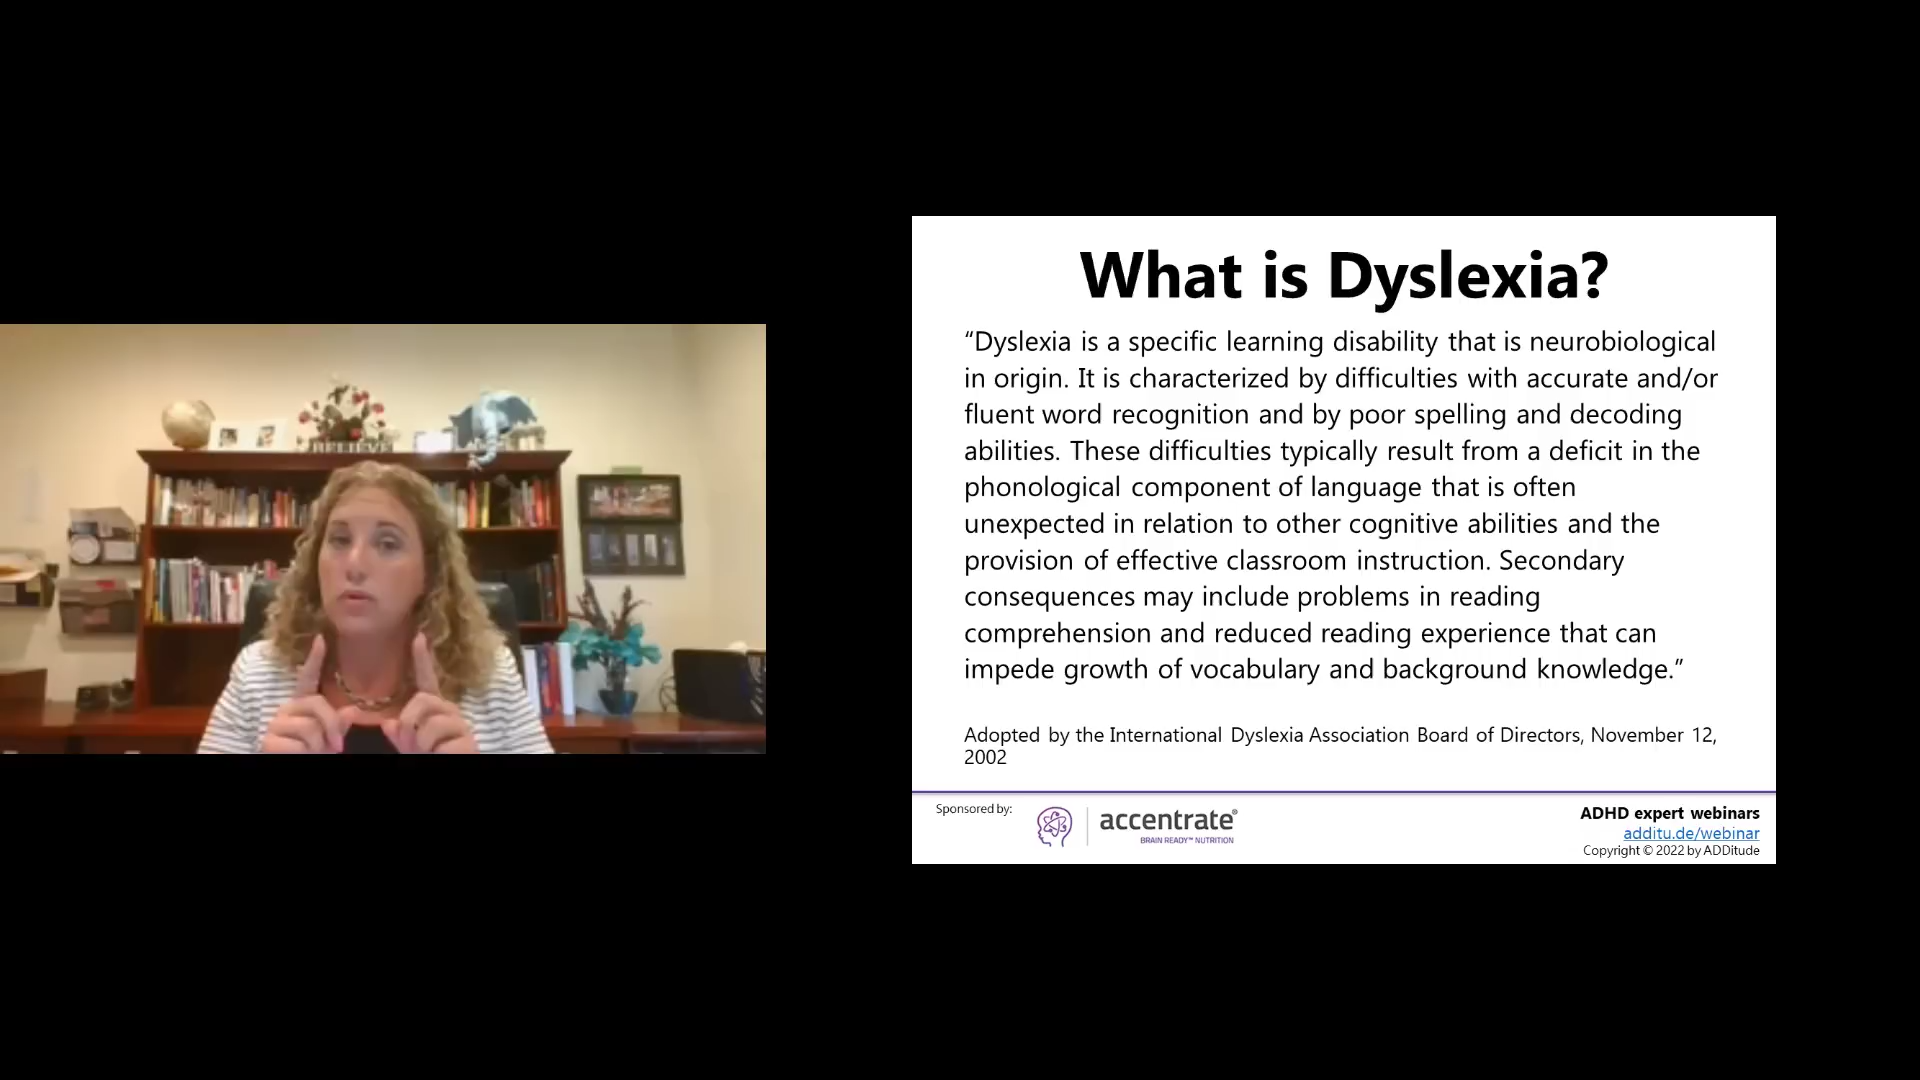 BELIEVE
What is Dyslexia?
“Dyslexia is a specific learning disability that is neurobiological
in origin. It is characterized by difficulties with accurate and/or
fluent word recognition and by poor spelling and decoding
abilities. These difficulties typically result from a deficit in the
phonological component of language that is often
unexpected in relation to other cognitive abilities and the
provision of effective classroom instruction. Secondary
consequences may include problems in reading
comprehension and reduced reading experience that can
impede growth of vocabulary and background knowledge.”
Adopted by the International Dyslexia Association Board of Directors, November 12,
2002
Sponsored by:
accentrate®
BRAIN READY™ NUTRITION
ADHD expert webinars
additu.de/webinar
Copyright © 2022 by ADDitude